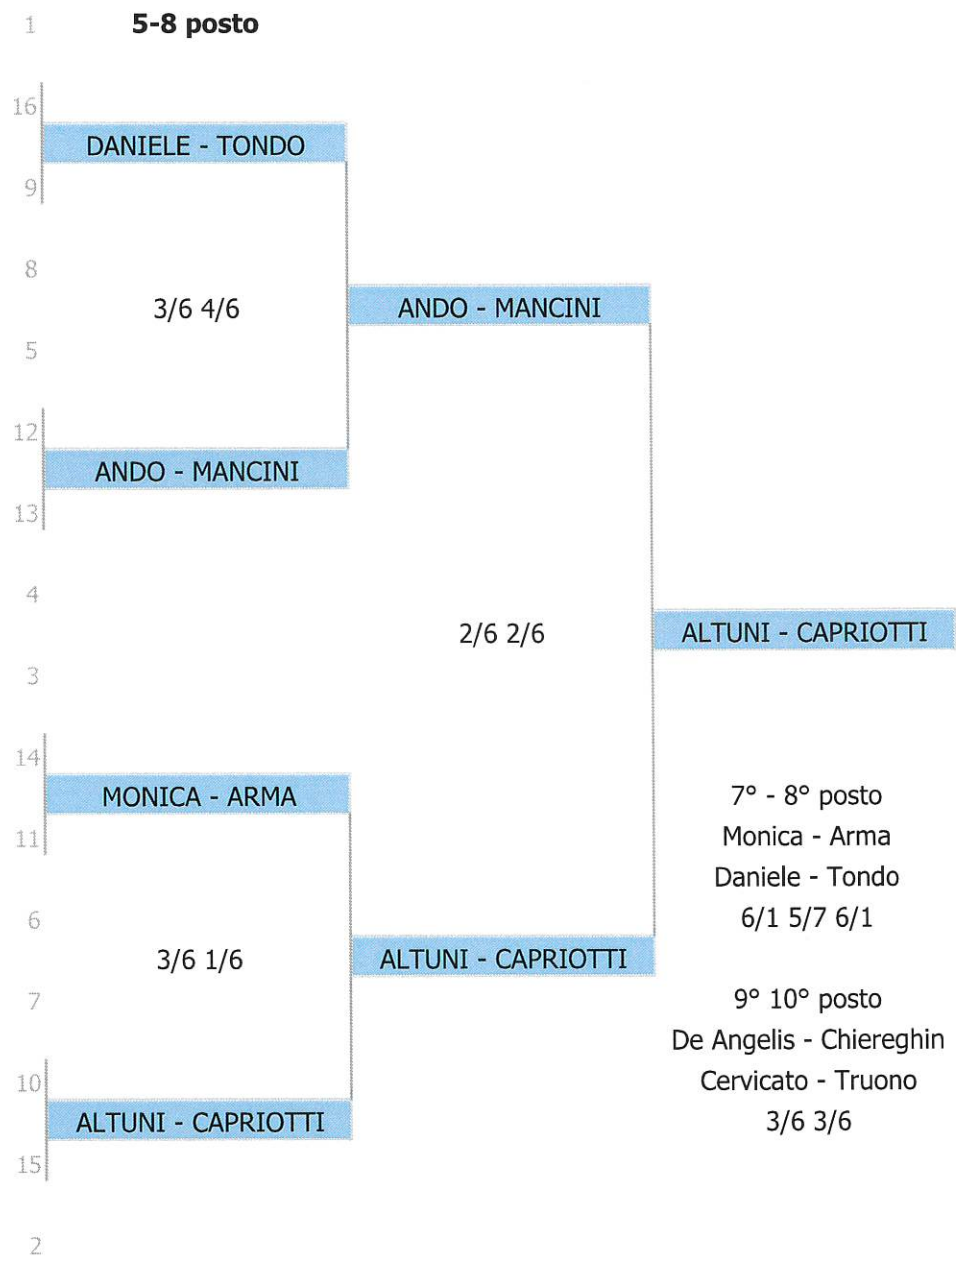 1
5-8 posto
16
DANIELE - TONDO
9
8
3/6 4/6
ANDO - MANCINI
5
12
ANDO - MANCINI
13
4
2/6 2/6
ALTUNI - CAPRIOTTI
3
14
MONICA - ARMA
11
7° - 8° posto
Monica - Arma
Daniele - Tondo
6/1 5/7 6/1
6
3/6 1/6
ALTUNI - CAPRIOTTI
7
9° 10° posto
De Angelis - Chiereghin
Cervicato - Truono
3/6 3/6
10
ALTUNI - CAPRIOTTI
15
2